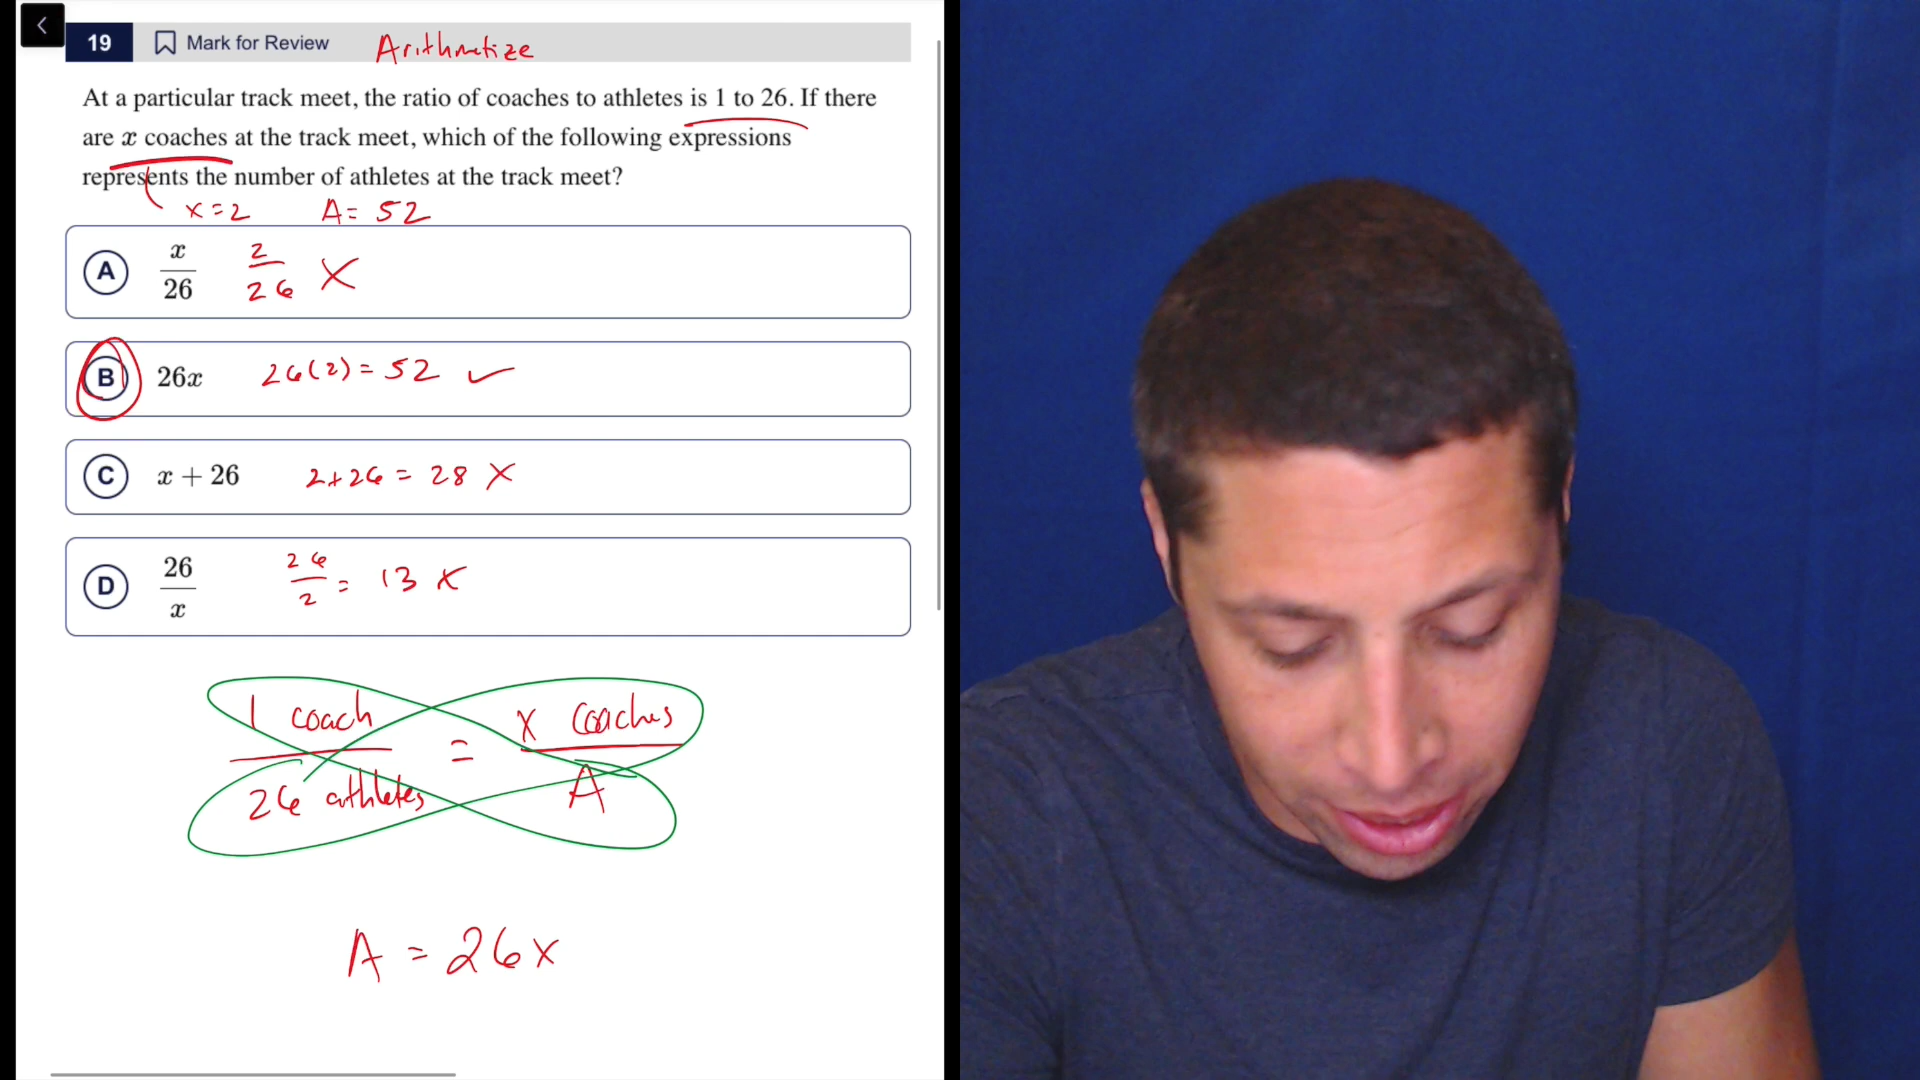 19 Mark for Review Arithmetize
At a particular track meet, the ratio of coaches to athletes is 1 to 26. If there
are x coaches at the track meet, which of the following expressions
represents the number of athletes at the track meet?
x = 2 A = 52
A x/26 2/26 X
B 26x 26(2) = 52 ✓
C x + 26 2+26 = 28 X
D 26/x 26/2 = 13 X
1 coach = x coaches
26 athletes A
A = 26x